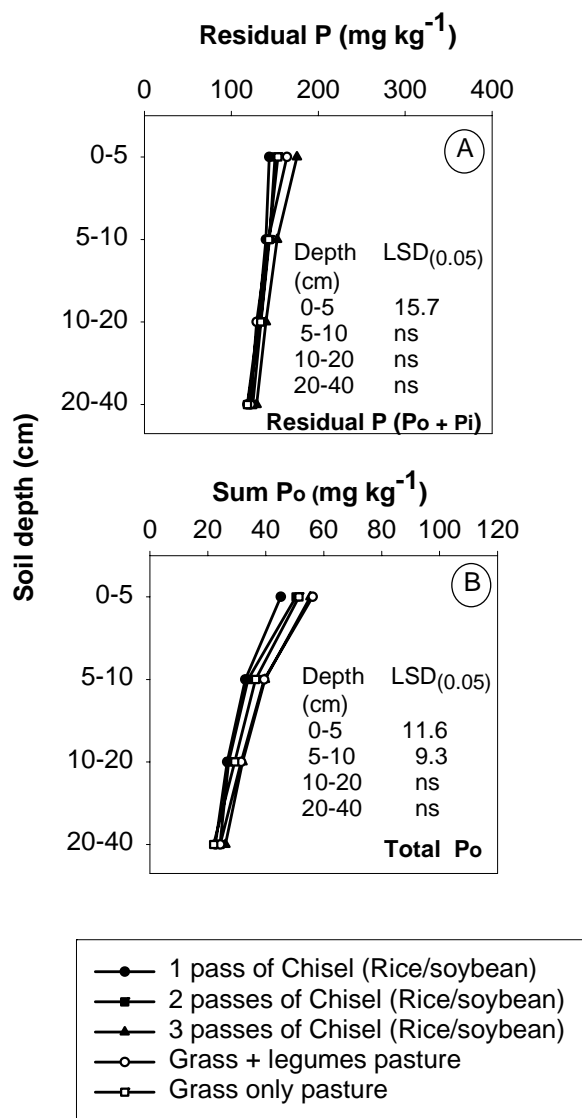 Residual P (mg kg-1)
0 100 200 300 400
A
0-5
5-10
10-20
20-40
Depth LSD(0.05)
(cm)
0-5 15.7
5-10 ns
10-20 ns
20-40 ns
Residual P (Po + Pi)
Soil depth (cm)
Sum Po (mg kg-1)
0 20 40 60 80 100 120
B
0-5
5-10
10-20
20-40
Depth LSD(0.05)
(cm)
0-5 11.6
5-10 9.3
10-20 ns
20-40 ns
Total Po
1 pass of Chisel (Rice/soybean)
2 passes of Chisel (Rice/soybean)
3 passes of Chisel (Rice/soybean)
Grass + legumes pasture
Grass only pasture